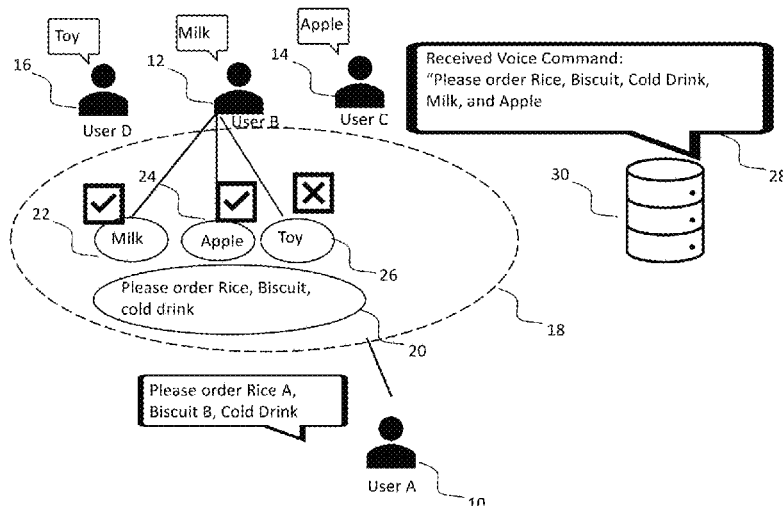 Toy
Milk
Apple
16
12
14
User D
User B
User C
Received Voice Command:
“Please order Rice, Biscuit, Cold Drink,
Milk, and Apple
28
30
24
22
Milk
Apple
Toy
26
Please order Rice, Biscuit,
cold drink
20
18
Please order Rice A,
Biscuit B, Cold Drink
User A
10